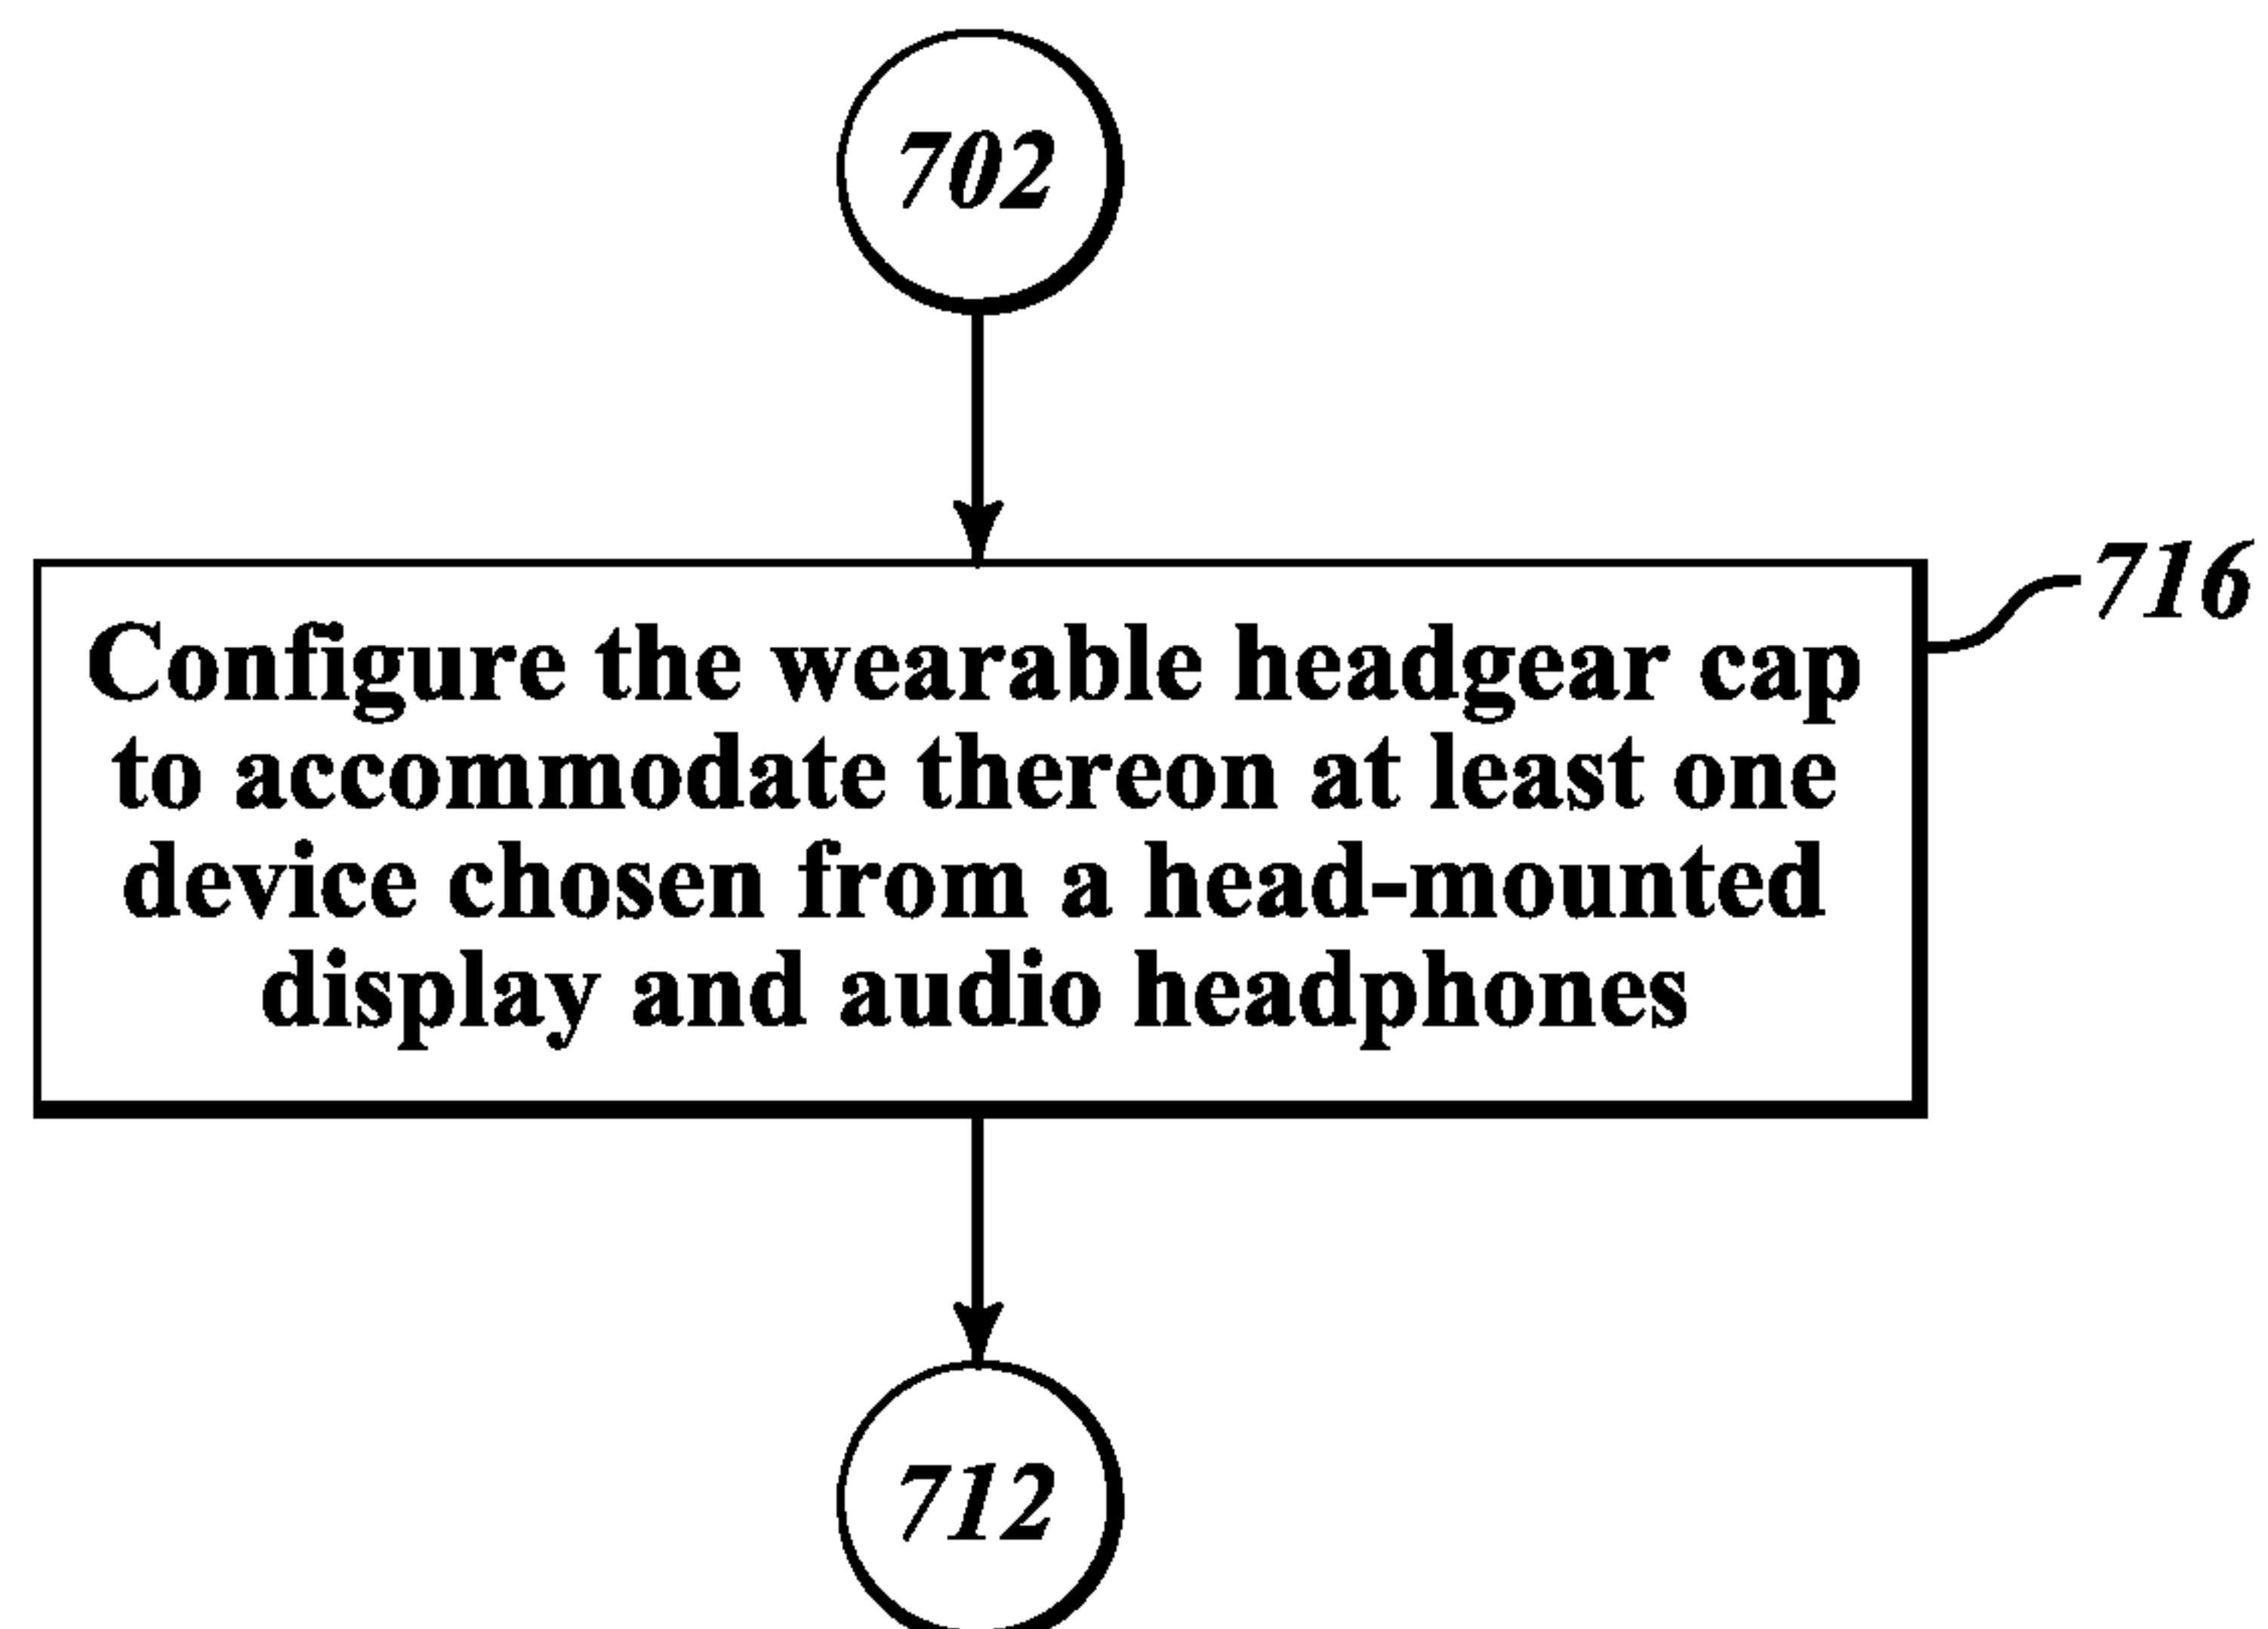 702
716
Configure the wearable headgear cap
to accommodate thereon at least one
device chosen from a head-mounted
display and audio headphones
712